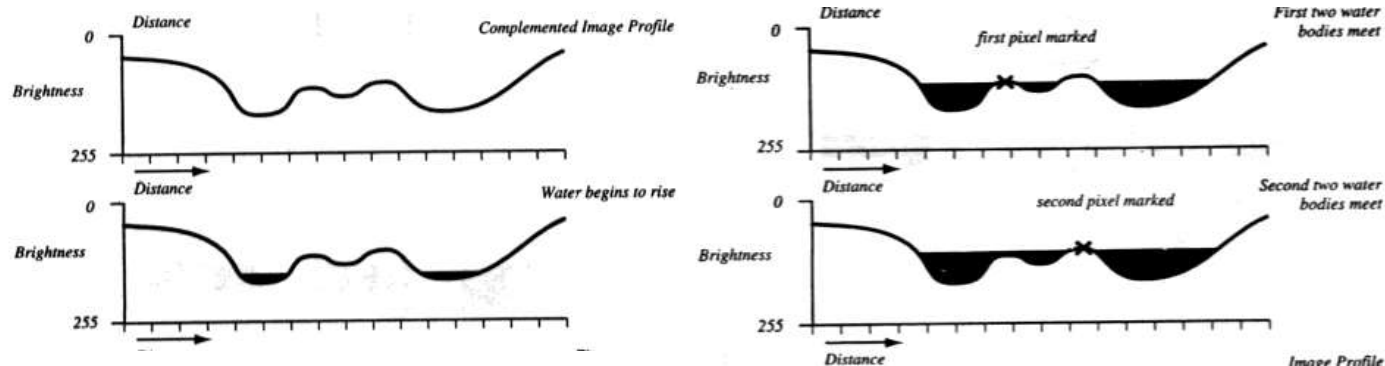 Distance
0
Complemented Image Profile
Brightness
255
Distance
0
Water begins to rise
Brightness
255
Distance
0
First two water
bodies meet
first pixel marked
Brightness
255
Distance
0
Second two water
bodies meet
second pixel marked
Brightness
255
Distance
Image Profile